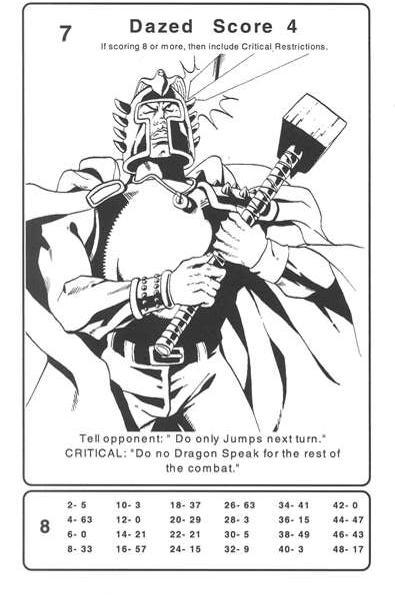 7
Dazed Score 4
If scoring 8 or more, then include Critical Restrictions.
Tell opponent: " Do only Jumps next turn."
CRITICAL: "Do no Dragon Speak for the rest of
the combat."
8
2- 5 10- 3 18- 37 26- 63 34- 41 42- 0
4- 63 12- 0 20- 29 28- 3 36- 15 44- 47
6- 0 14- 21 22- 21 30- 5 38- 49 46- 43
8- 33 16- 57 24- 15 32- 9 40- 3 48- 17